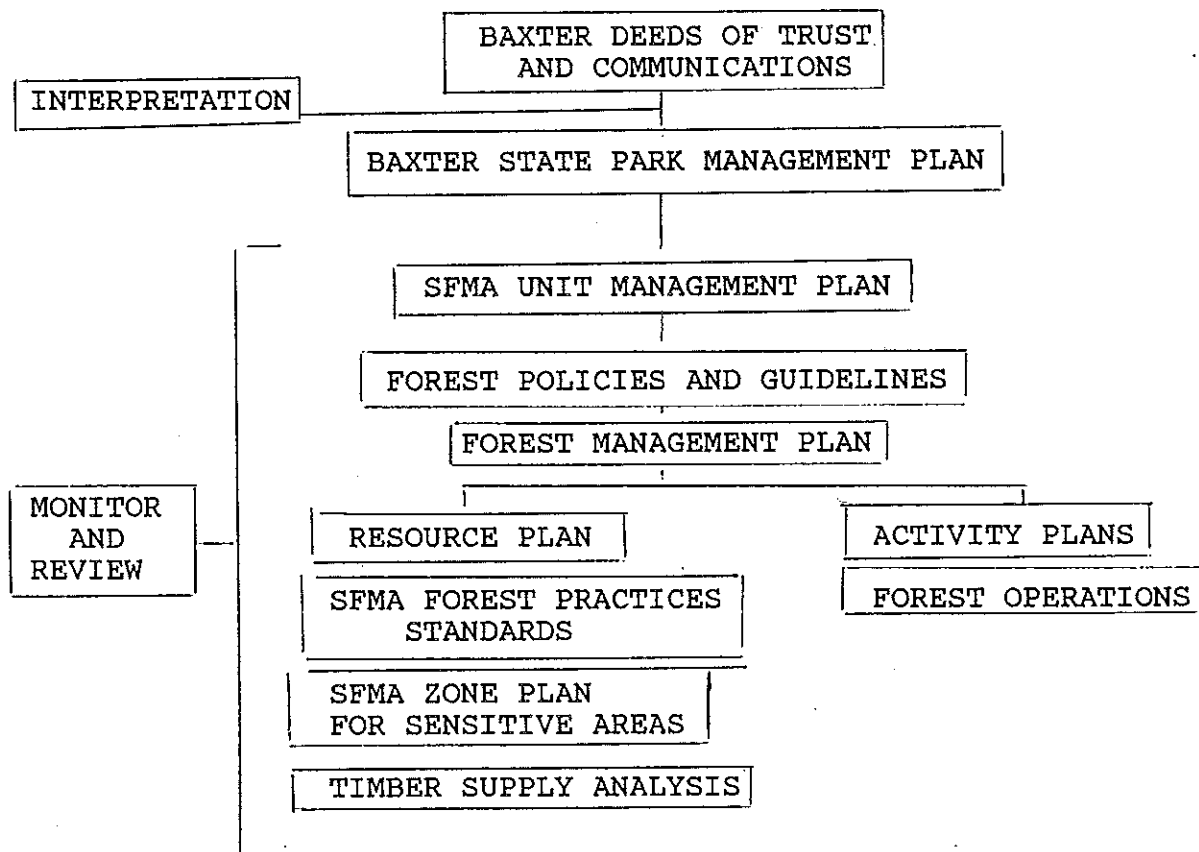 BAXTER DEEDS OF TRUST
AND COMMUNICATIONS
INTERPRETATION
BAXTER STATE PARK MANAGEMENT PLAN
SFMA UNIT MANAGEMENT PLAN
FOREST POLICIES AND GUIDELINES
FOREST MANAGEMENT PLAN
MONITOR
AND
REVIEW
RESOURCE PLAN
ACTIVITY PLANS
SFMA FOREST PRACTICES
STANDARDS
FOREST OPERATIONS
SFMA ZONE PLAN
FOR SENSITIVE AREAS
TIMBER SUPPLY ANALYSIS